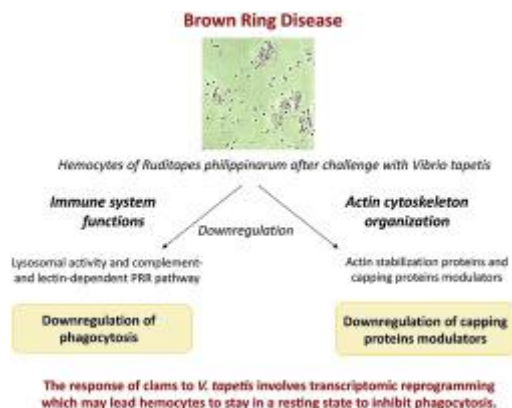 Brown Ring Disease
Hemocytes of Ruditapes philippinarum after challenge with Vibrio tapetis
Immune system
functions
Actin cytoskeleton
organization
Downregulation
Lysosomal activity and complement-
and lectin-dependent PRR pathway
Actin stabilization proteins and
capping proteins modulators
Downregulation of
phagocytosis
Downregulation of capping
proteins modulators
The response of clams to V. tapetis involves transcriptomic reprogramming
which may lead hemocytes to stay in a resting state to inhibit phagocytosis.